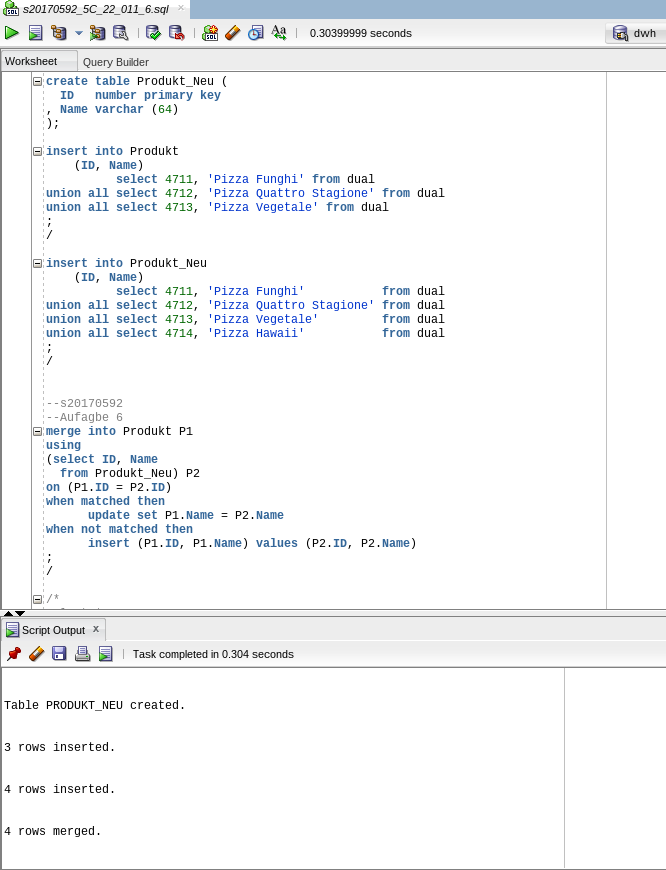 s20170592_5C_22_011_6.sql ×
SQL 0.30399999 seconds dwh
Worksheet Query Builder
create table Produkt_Neu (
  ID   number primary key
, Name varchar (64)
);
insert into Produkt
    (ID, Name)
          select 4711, 'Pizza Funghi' from dual
union all select 4712, 'Pizza Quattro Stagione' from dual
union all select 4713, 'Pizza Vegetale' from dual
;
/
insert into Produkt_Neu
    (ID, Name)
          select 4711, 'Pizza Funghi'           from dual
union all select 4712, 'Pizza Quattro Stagione' from dual
union all select 4713, 'Pizza Vegetale'         from dual
union all select 4714, 'Pizza Hawaii'           from dual
;
/
--s20170592
--Aufagbe 6
merge into Produkt P1
using
(select ID, Name
  from Produkt_Neu) P2
on (P1.ID = P2.ID)
when matched then
      update set P1.Name = P2.Name
when not matched then
      insert (P1.ID, P1.Name) values (P2.ID, P2.Name)
;
/
/*
Script Output x
Task completed in 0.304 seconds
Table PRODUKT_NEU created.
3 rows inserted.
4 rows inserted.
4 rows merged.